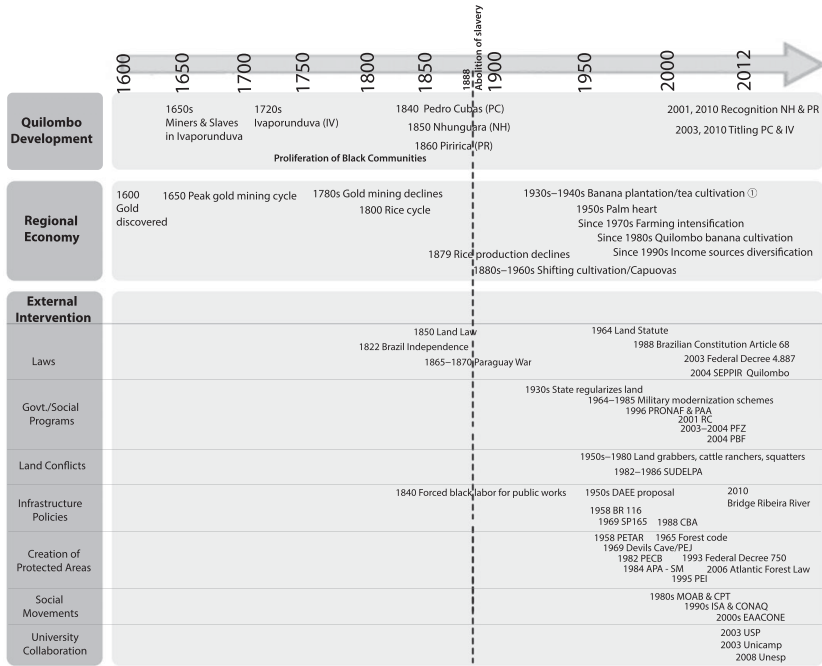 1600
1650
1700
1750
1800
1850
1888
Abolition of slavery
1900
1950
2000
2012
Quilombo
Development
1650s
Miners & Slaves
in Ivaporunduva
1720s
Ivaporunduva (IV)
1840 Pedro Cubas (PC)
1850 Nhunguara (NH)
1860 Piririca (PR)
Proliferation of Black Communities
2001, 2010 Recognition NH & PR
2003, 2010 Titling PC & IV
Regional
Economy
1600
Gold
discovered
1650 Peak gold mining cycle
1780s Gold mining declines
1800 Rice cycle
1879 Rice production declines
1880s–1960s Shifting cultivation/Capuovas
1930s–1940s Banana plantation/tea cultivation ①
1950s Palm heart
Since 1970s Farming intensification
Since 1980s Quilombo banana cultivation
Since 1990s Income sources diversification
External
Intervention
Laws
1850 Land Law
1822 Brazil Independence
1865–1870 Paraguay War
1964 Land Statute
1988 Brazilian Constitution Article 68
2003 Federal Decree 4.887
2004 SEPPIR Quilombo
Govt./Social
Programs
1930s State regularizes land
1964–1985 Military modernization schemes
1996 PRONAF & PAA
2001 RC
2003–2004 PFZ
2004 PBF
Land Conflicts
1950s–1980 Land grabbers, cattle ranchers, squatters
1982–1986 SUDELPA
Infrastructure
Policies
1840 Forced black labor for public works
1950s DAEE proposal
1958 BR 116
1969 SP165
1988 CBA
2010
Bridge Ribeira River
Creation of
Protected Areas
1958 PETAR
1965 Forest code
1969 Devils Cave/PEJ
1982 PECB
1993 Federal Decree 750
1984 APA - SM
2006 Atlantic Forest Law
1995 PEI
Social
Movements
1980s MOAB & CPT
1990s ISA & CONAQ
2000s EAACONE
University
Collaboration
2003 USP
2003 Unicamp
2008 Unesp